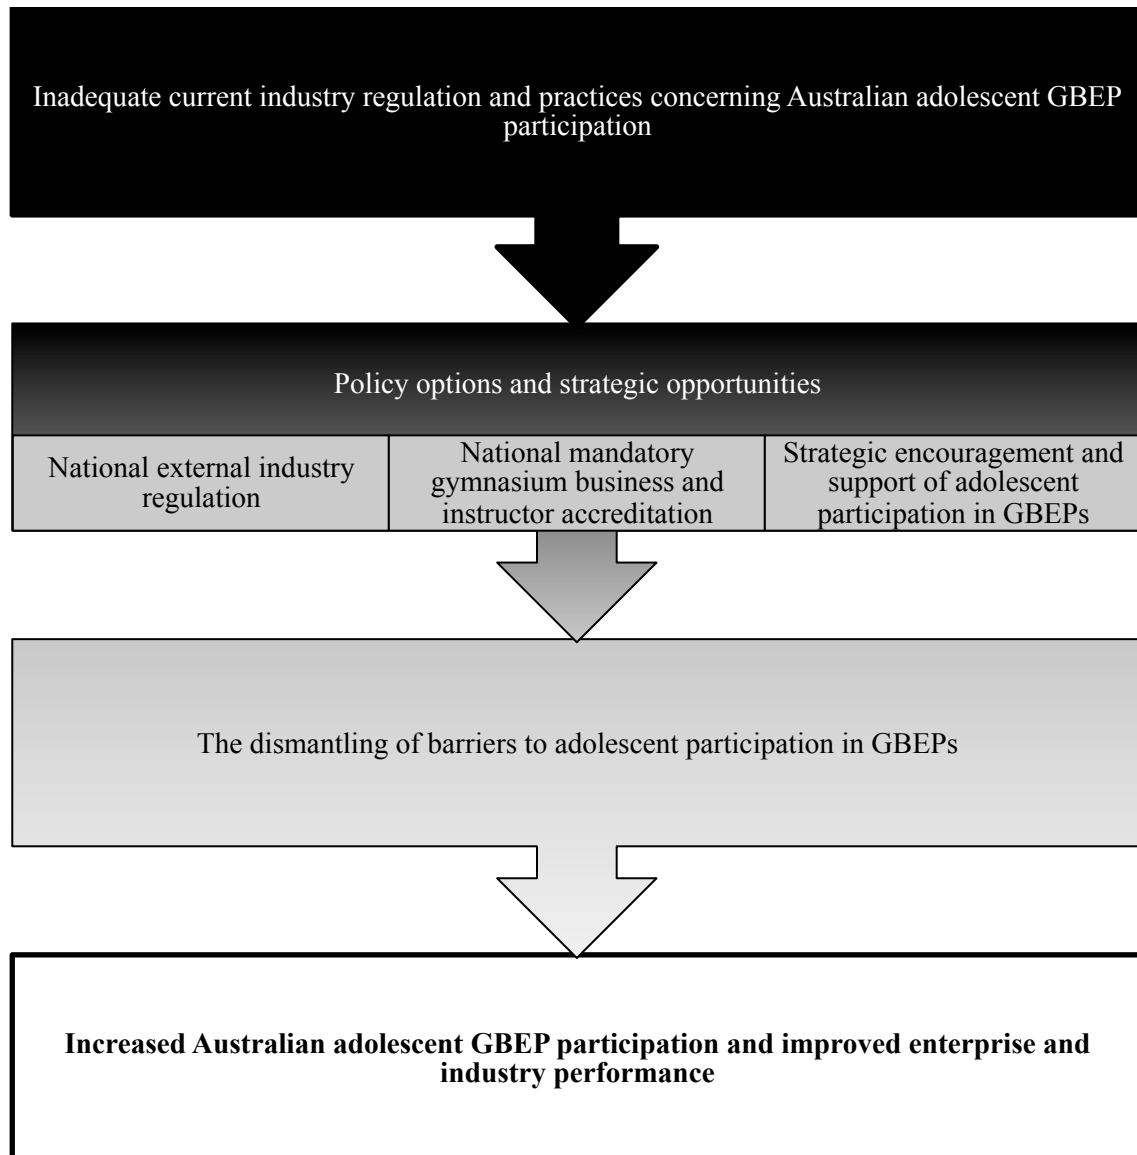 Inadequate current industry regulation and practices concerning Australian adolescent GBEP
participation
Policy options and strategic opportunities
National external industry
regulation
National mandatory
gymnasium business and
instructor accreditation
Strategic encouragement and
support of adolescent
participation in GBEPs
The dismantling of barriers to adolescent participation in GBEPs
Increased Australian adolescent GBEP participation and improved enterprise and
industry performance